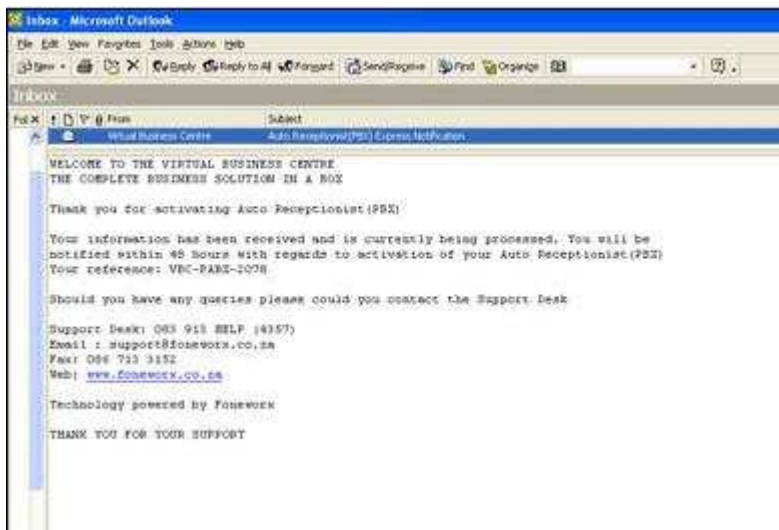 Inbox - Microsoft Outlook
File Edit View Favorites Tools Actions Help
New Reply Reply to All Forward Send/Receive Find Organize
Inbox
From Subject
Virtual Business Centre Auto Receptionist(PBX) Express Notification
WELCOME TO THE VIRTUAL BUSINESS CENTRE
THE COMPLETE BUSINESS SOLUTION IN A BOX
Thank you for activating Auto Receptionist(PBX)
Your information has been received and is currently being processed. You will be
notified within 48 hours with regards to activation of your Auto Receptionist(PBX)
Your reference: VBC-PABX-2078
Should you have any queries please could you contact the Support Desk
Support Desk: 083 913 HELP (4357)
Email : support@foneworx.co.za
Fax: 086 713 3152
Web: www.foneworx.co.za
Technology powered by Foneworx
THANK YOU FOR YOUR SUPPORT